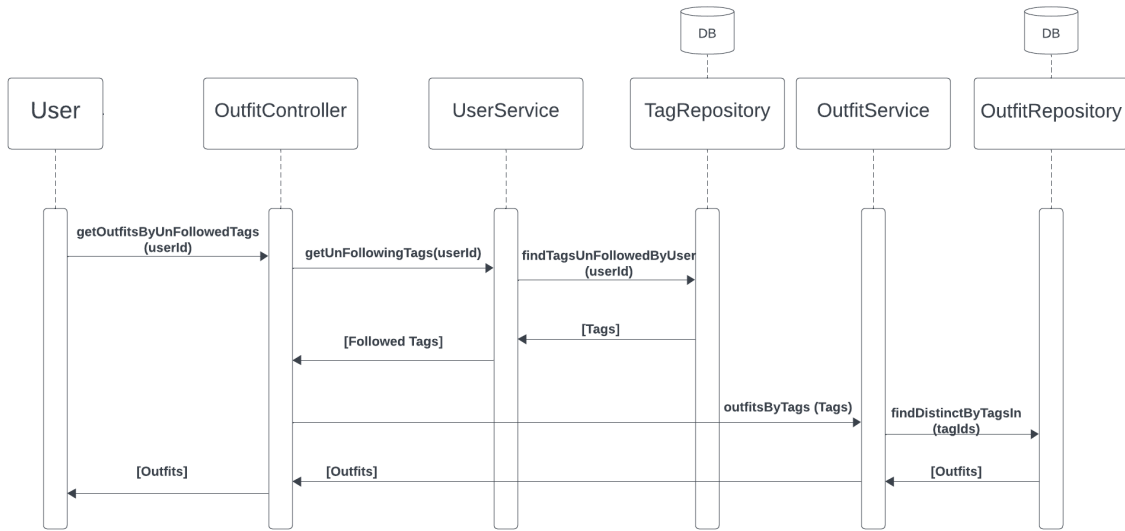 DB
DB
User
OutfitController
UserService
TagRepository
OutfitService
OutfitRepository
getOutfitsByUnFollowedTags
(userId)
getUnFollowingTags(userId)
findTagsUnFollowedByUser
(userId)
[Tags]
[Followed Tags]
outfitsByTags (Tags)
findDistinctByTagsIn
(tagIds)
[Outfits]
[Outfits]
[Outfits]